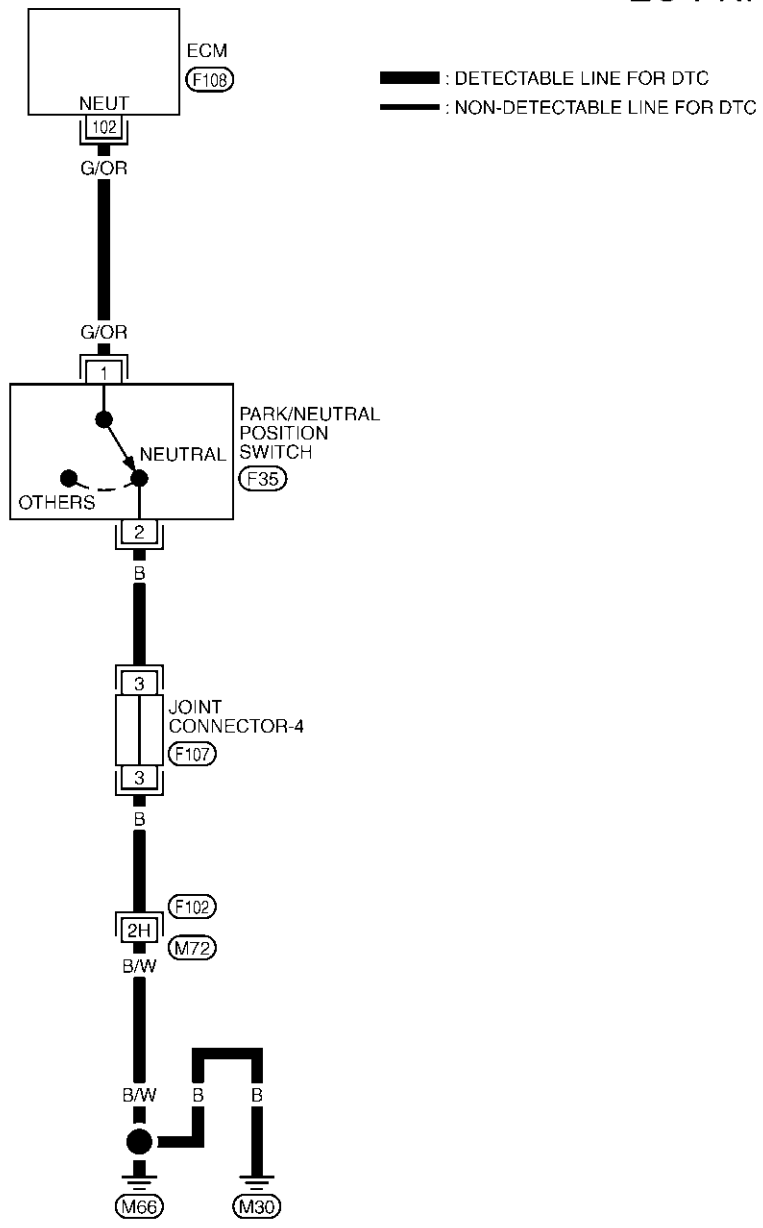 ECM
F108
NEUT
102
G/OR
: DETECTABLE LINE FOR DTC
: NON-DETECTABLE LINE FOR DTC
G/OR
1
PARK/NEUTRAL
POSITION
SWITCH
F35
NEUTRAL
OTHERS
2
B
3
JOINT
CONNECTOR-4
F107
3
B
F102
2H
M72
B/W
B/W
B
B
M66
M30